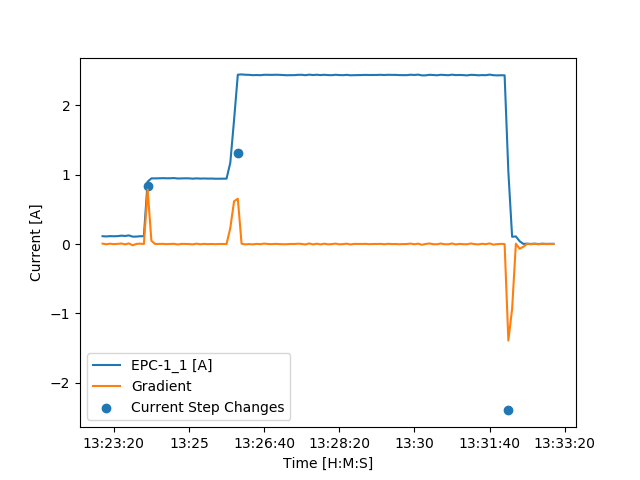 2
1
0
−1
−2
Current [A]
EPC-1_1 [A]
Gradient
Current Step Changes
13:23:20 13:25 13:26:40 13:28:20 13:30 13:31:40 13:33:20
Time [H:M:S]